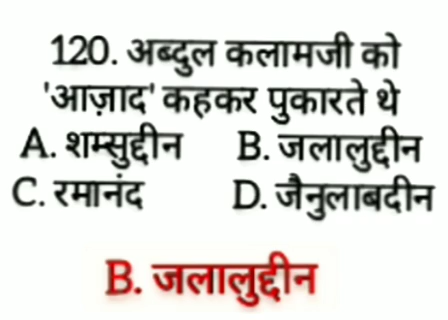 120. अब्दुल कलामजी को
'आज़ाद' कहकर पुकारते थे
A. शम्सुद्दीन B. जलालुद्दीन
C. रमानंद D. जैनुलाबदीन
B. जलालुद्दीन